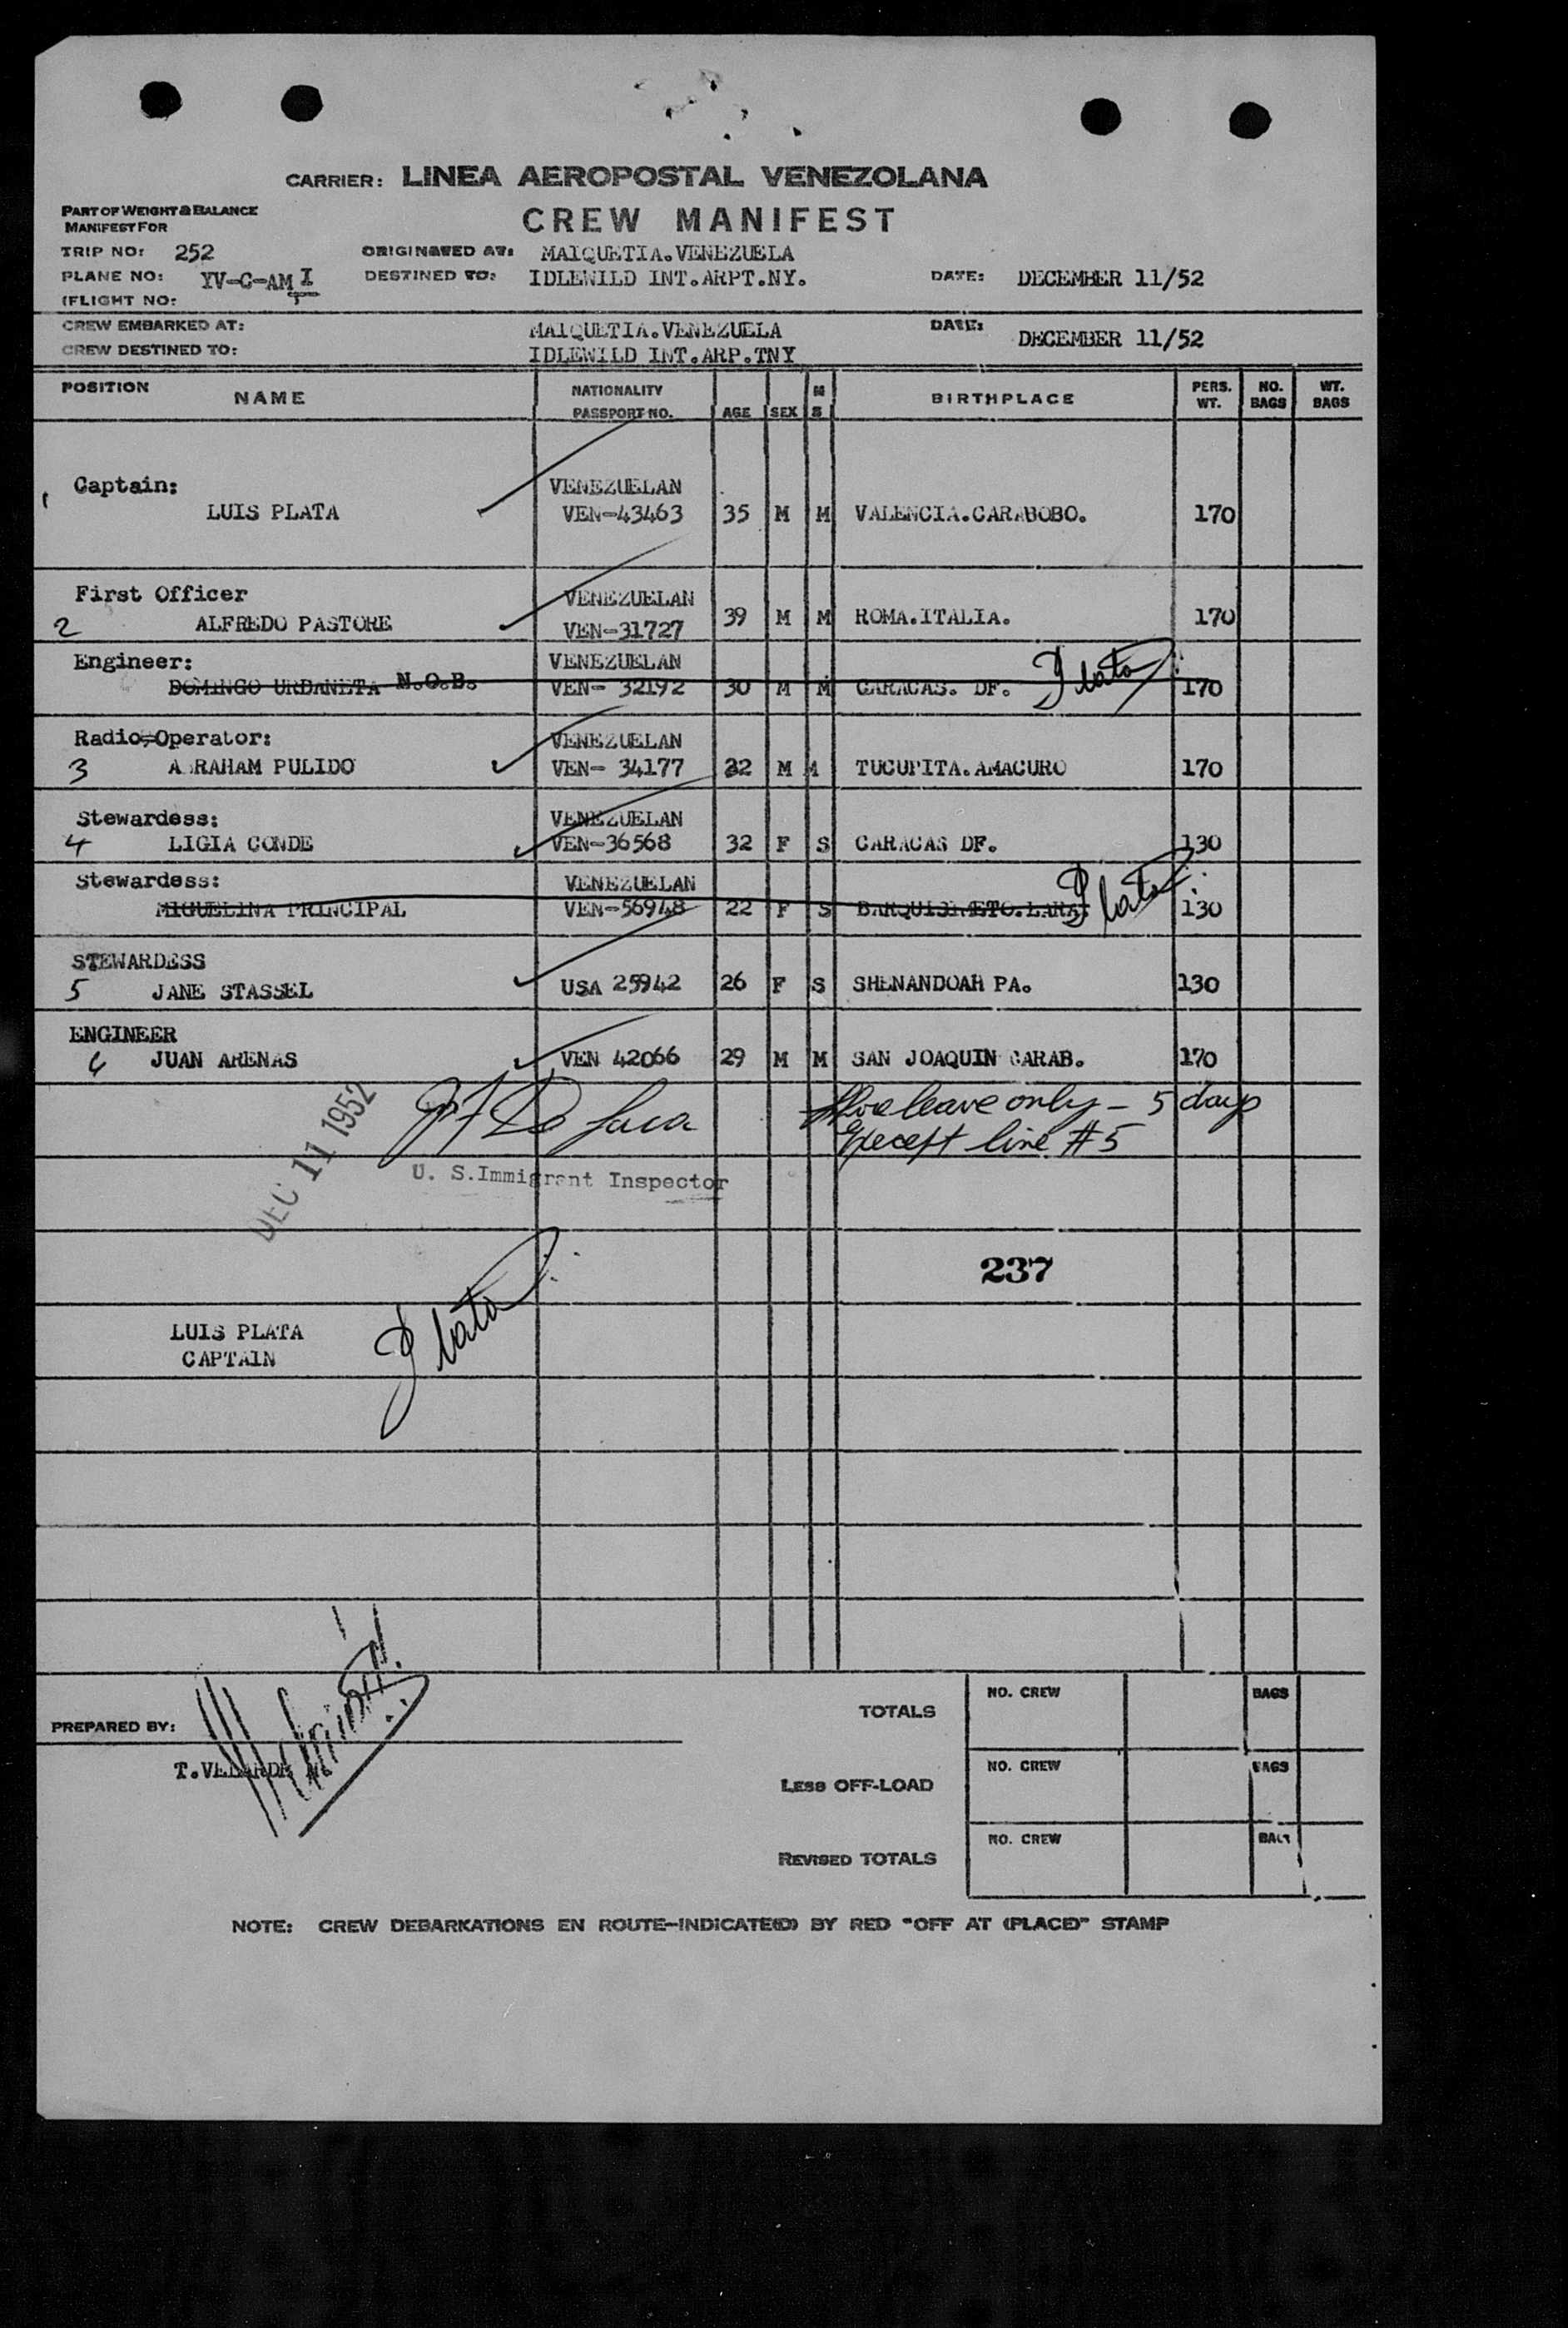 CARRIER: LINEA AEROPOSTAL VENEZOLANA
PART OF WEIGHT & BALANCE
MANIFEST FOR
CREW MANIFEST
TRIP NO: 252 ORIGINATED AT: MAIQUETIA.VENEZUELA
PLANE NO: YV-C-AM I DESTINED TO: IDLEWILD INT.ARPT.NY. DATE: DECEMBER 11/52
(FLIGHT NO:
CREW EMBARKED AT: MAIQUETIA.VENEZUELA DATE: DECEMBER 11/52
CREW DESTINED TO: IDLEWILD INT.ARP.TNY
POSITION NAME NATIONALITY PASSPORT NO. AGE SEX M S BIRTHPLACE PERS. WT. NO. BAGS WT. BAGS
1 Captain: VENEZUELAN
LUIS PLATA VEN-43463 35 M M VALENCIA.CARABOBO. 170
First Officer VENEZUELAN
2 ALFREDO PASTORE VEN-31727 39 M M ROMA.ITALIA. 170
Engineer: VENEZUELAN
DOMINGO URDANETA N.O.B. VEN- 32192 30 M M CARACAS. DF. Plata 170
Radio-Operator: VENEZUELAN
3 ABRAHAM PULIDO VEN- 34177 32 M M TUCUPITA.AMACURO 170
Stewardess: VENEZUELAN
4 LIGIA CONDE VEN-36568 32 F S CARACAS DF. 130
Stewardess: VENEZUELAN
MIGUELINA PRINCIPAL VEN-56948 22 F S BARQUISIMETO.LARA. Plata 130
STEWARDESS
5 JANE STASSEL USA 25942 26 F S SHENANDOAH PA. 130
ENGINEER
6 JUAN ARENAS VEN 42066 29 M M SAN JOAQUIN CARAB. 170
DEC 11 1952
Shore leave only - 5 days
Except line #5
U. S.Immigrant Inspector
237
LUIS PLATA Plata
CAPTAIN
PREPARED BY:
T.VELARDE
TOTALS NO. CREW BAGS
LESS OFF-LOAD NO. CREW BAGS
REVISED TOTALS NO. CREW BAGS
NOTE: CREW DEBARKATIONS EN ROUTE-INDICATE(D) BY RED "OFF AT (PLACE)" STAMP